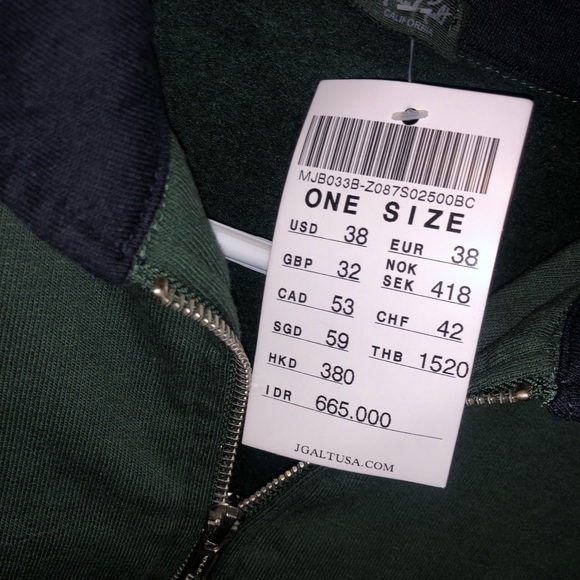 CALIFORNIA
MJB033B-Z087S02500BC
ONE SIZE
USD 38 EUR 38
GBP 32 NOK SEK 418
CAD 53 CHF 42
SGD 59 THB 1520
HKD 380
IDR 665.000
JGALTUSA.COM